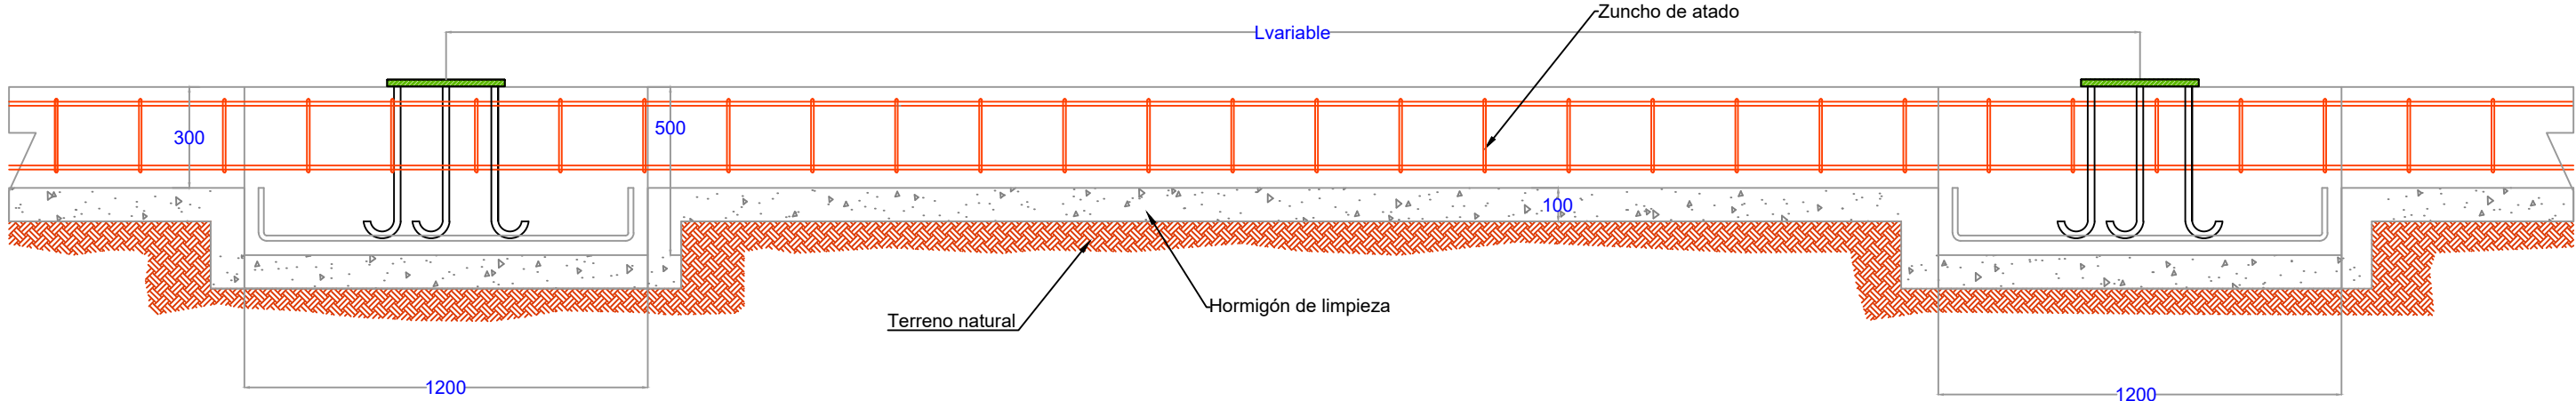 Zuncho de atado
Lvariable
300
500
100
Hormigón de limpieza
Terreno natural
1200
1200